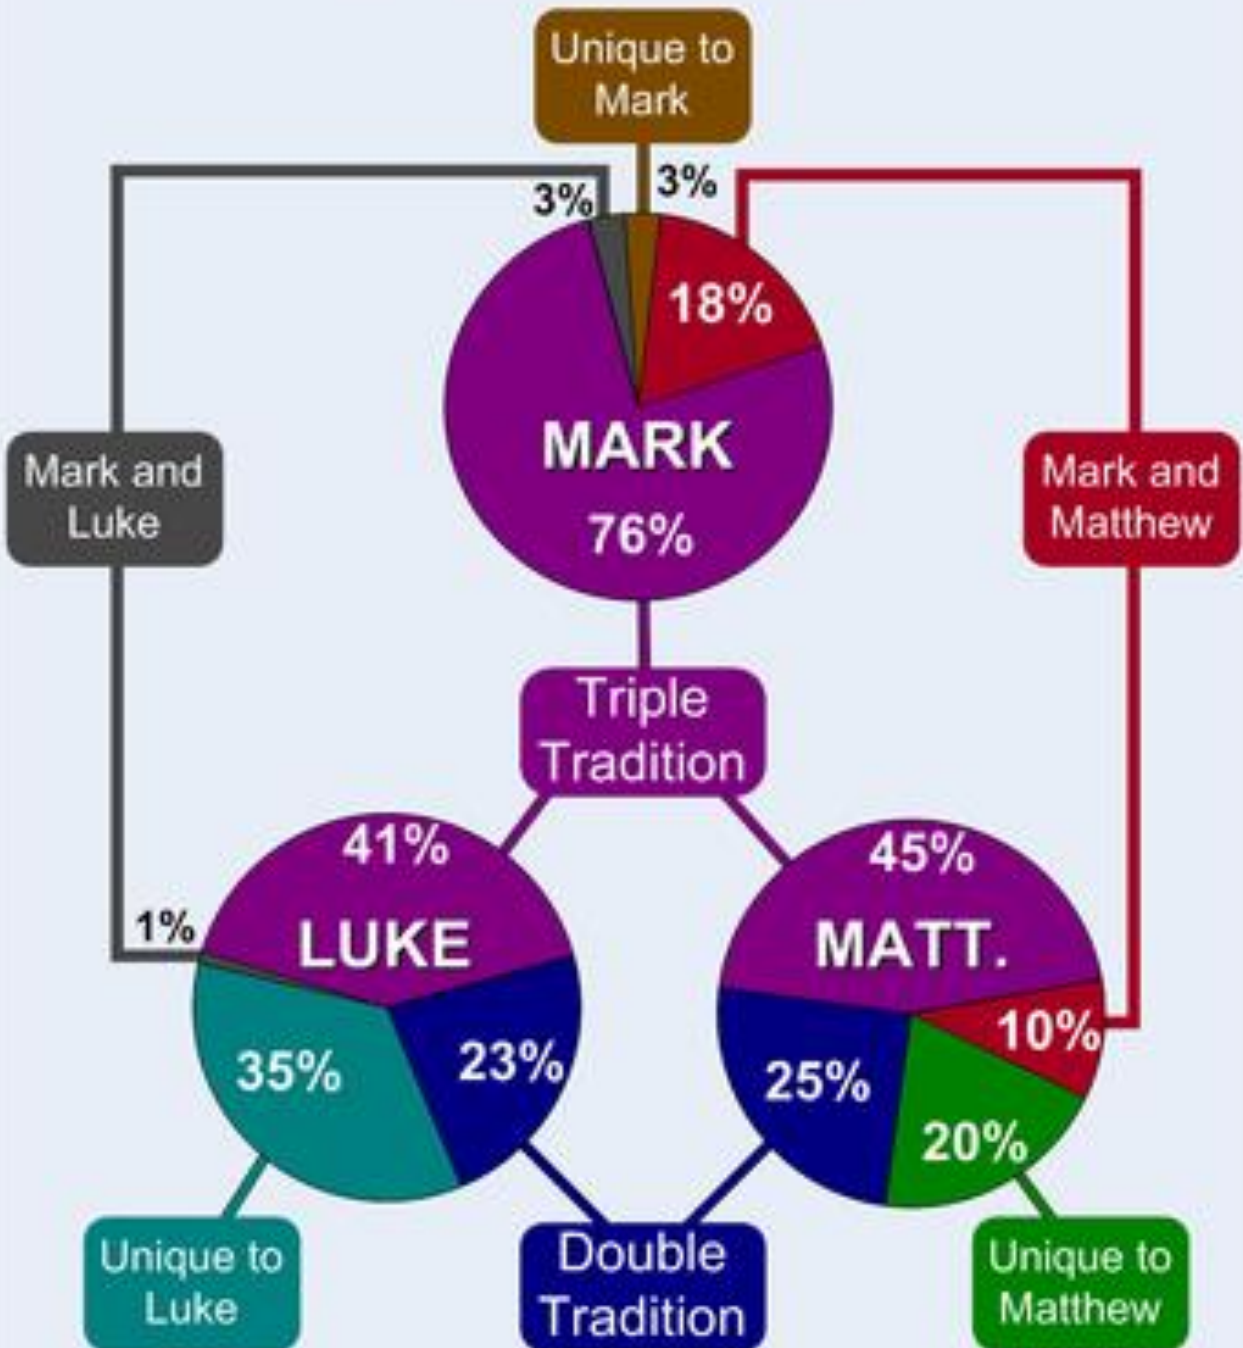 Unique to
Mark
3%
3%
18%
MARK
76%
Mark and
Luke
Mark and
Matthew
Triple
Tradition
41%
LUKE
1%
35%
23%
45%
MATT.
10%
25%
20%
Unique to
Luke
Double
Tradition
Unique to
Matthew